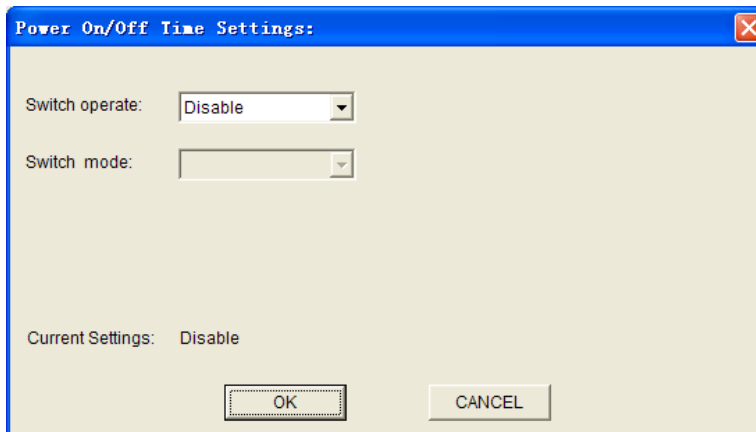 Power On/Off Time Settings:
Switch operate: Disable
Switch mode:
Current Settings: Disable
OK CANCEL